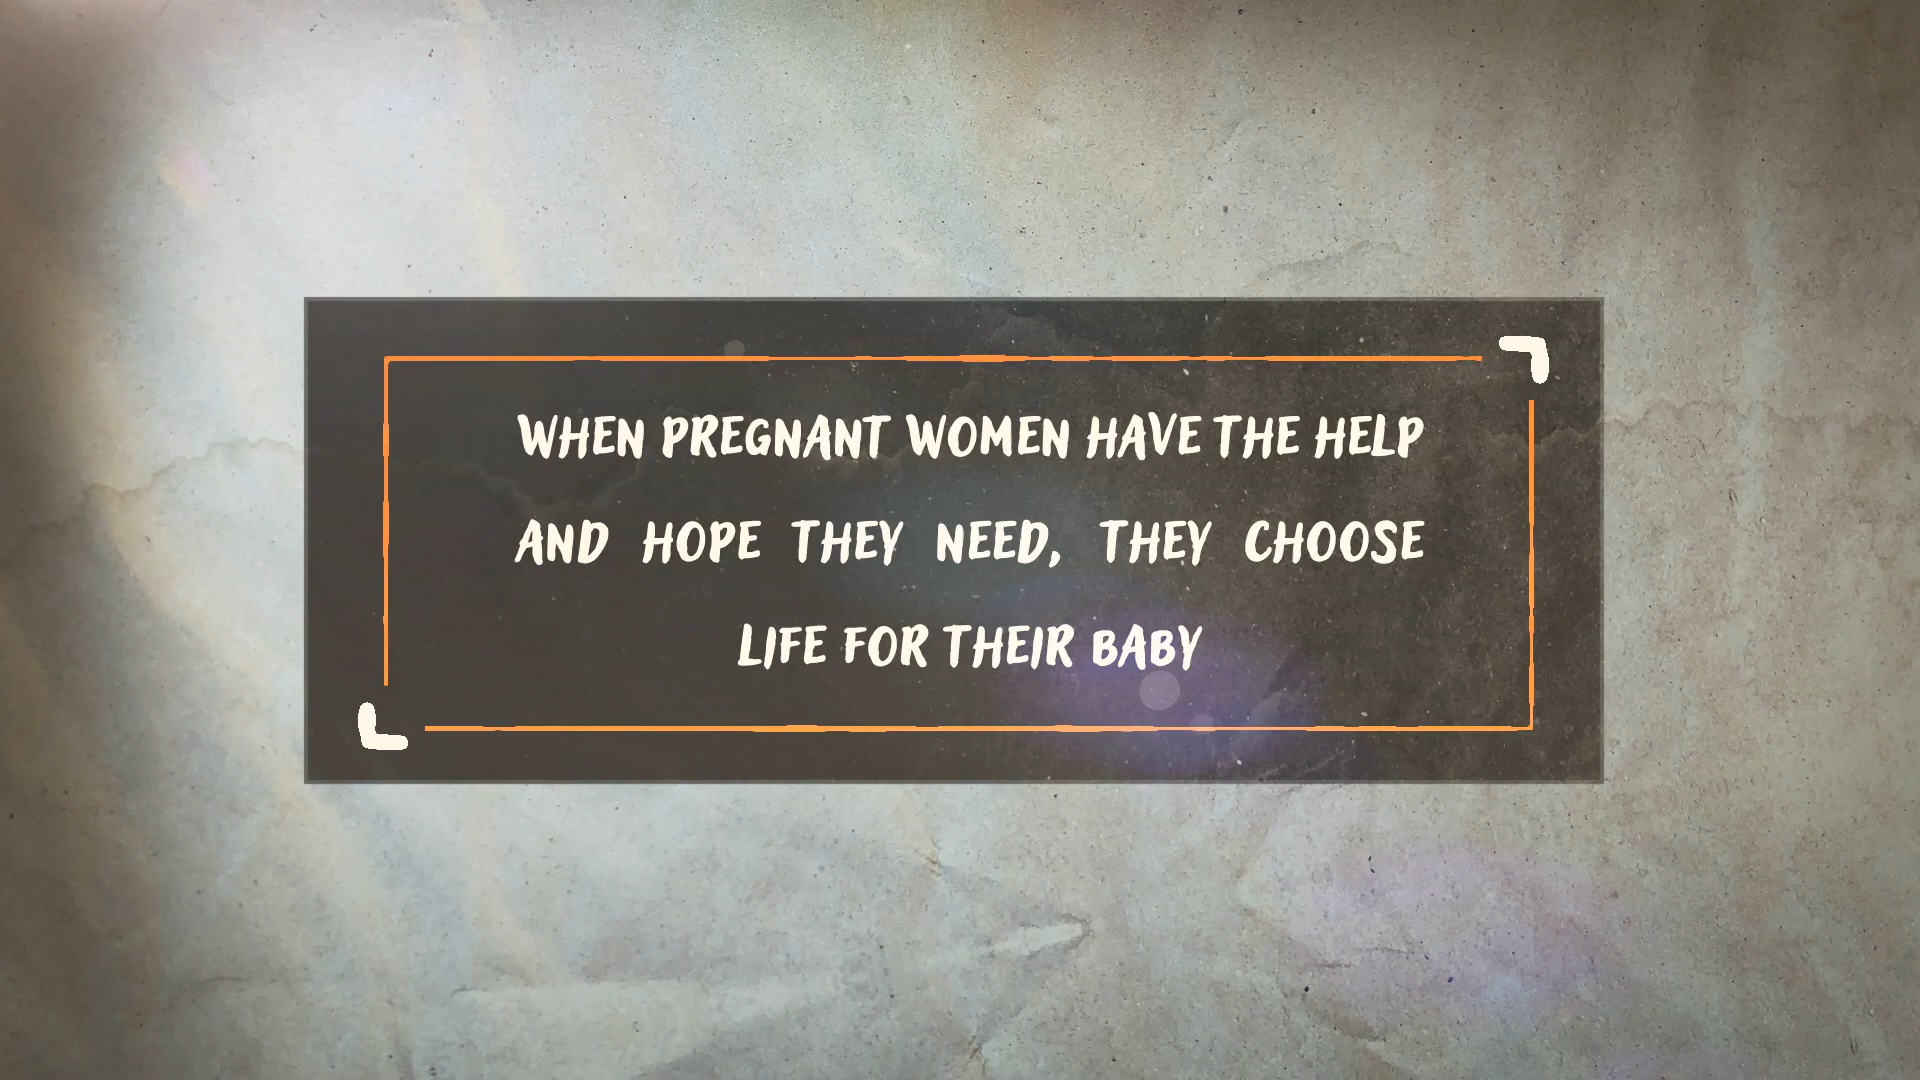 WHEN PREGNANT WOMEN HAVE THE HELP
AND HOPE THEY NEED, THEY CHOOSE
LIFE FOR THEIR BABY